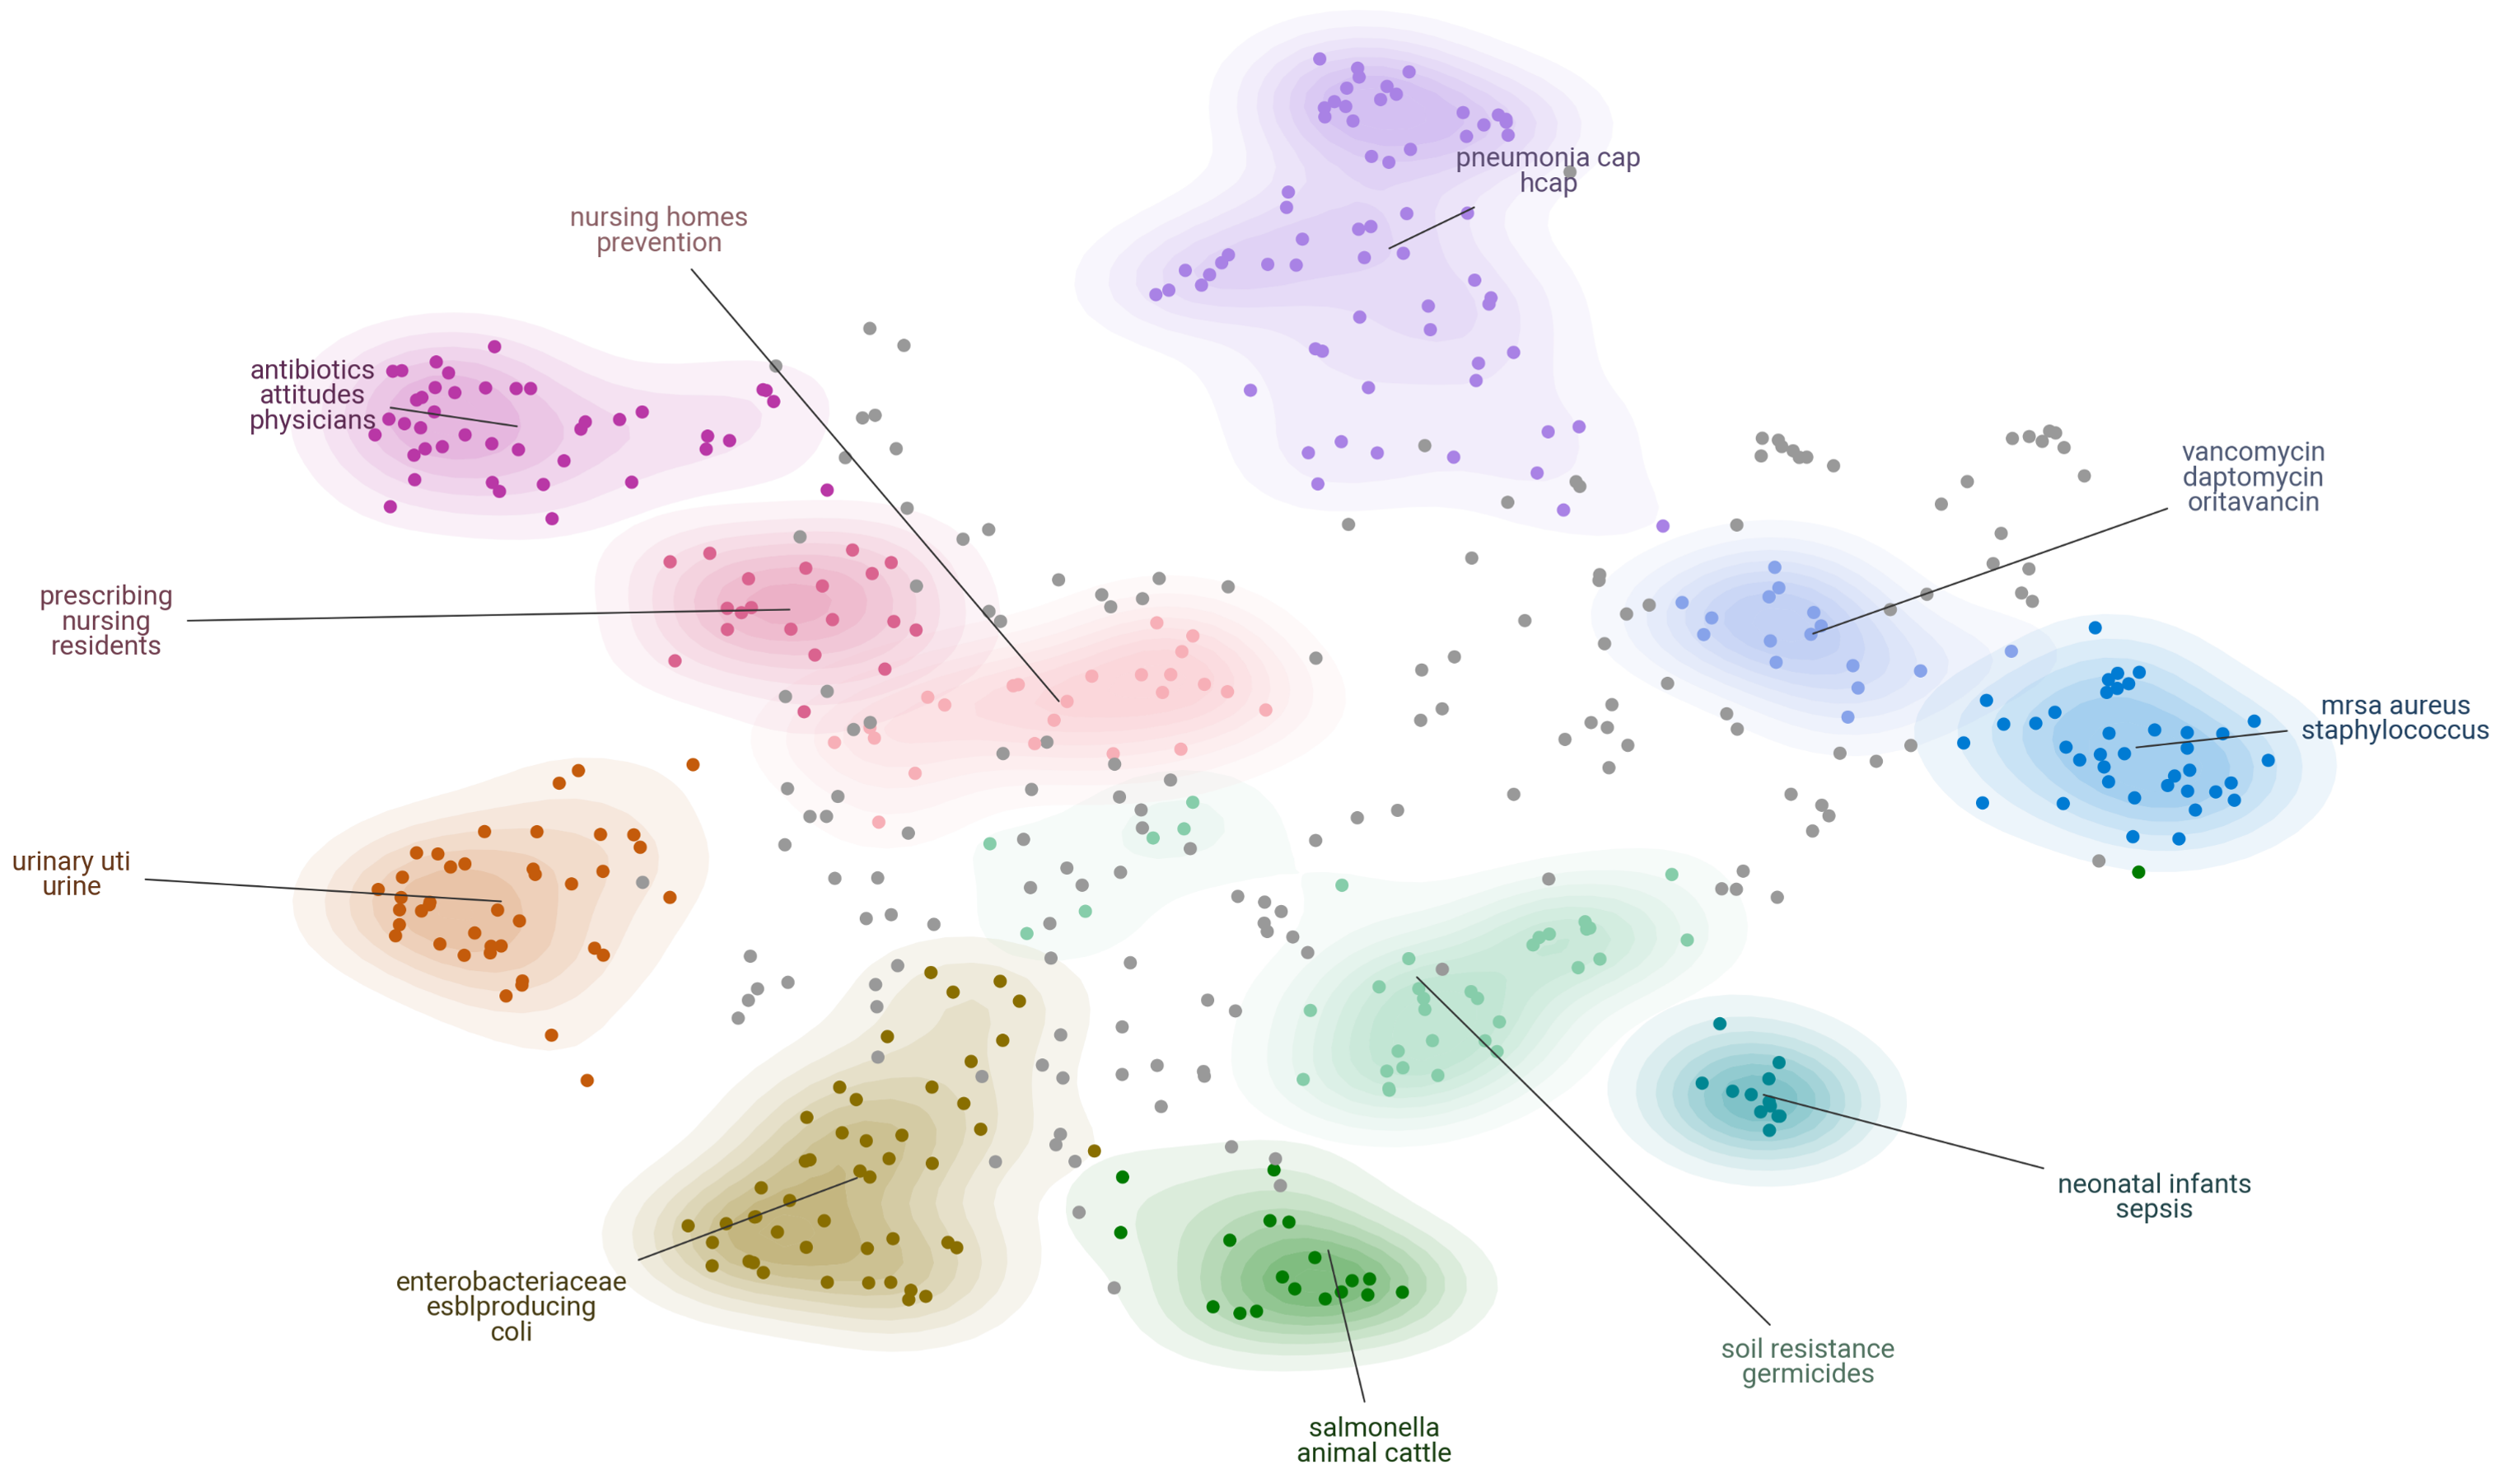 pneumonia cap
hcap
nursing homes
prevention
antibiotics
attitudes
physicians
vancomycin
daptomycin
oritavancin
prescribing
nursing
residents
mrsa aureus
staphylococcus
urinary uti
urine
neonatal infants
sepsis
enterobacteriaceae
esblproducing
coli
soil resistance
germicides
salmonella
animal cattle